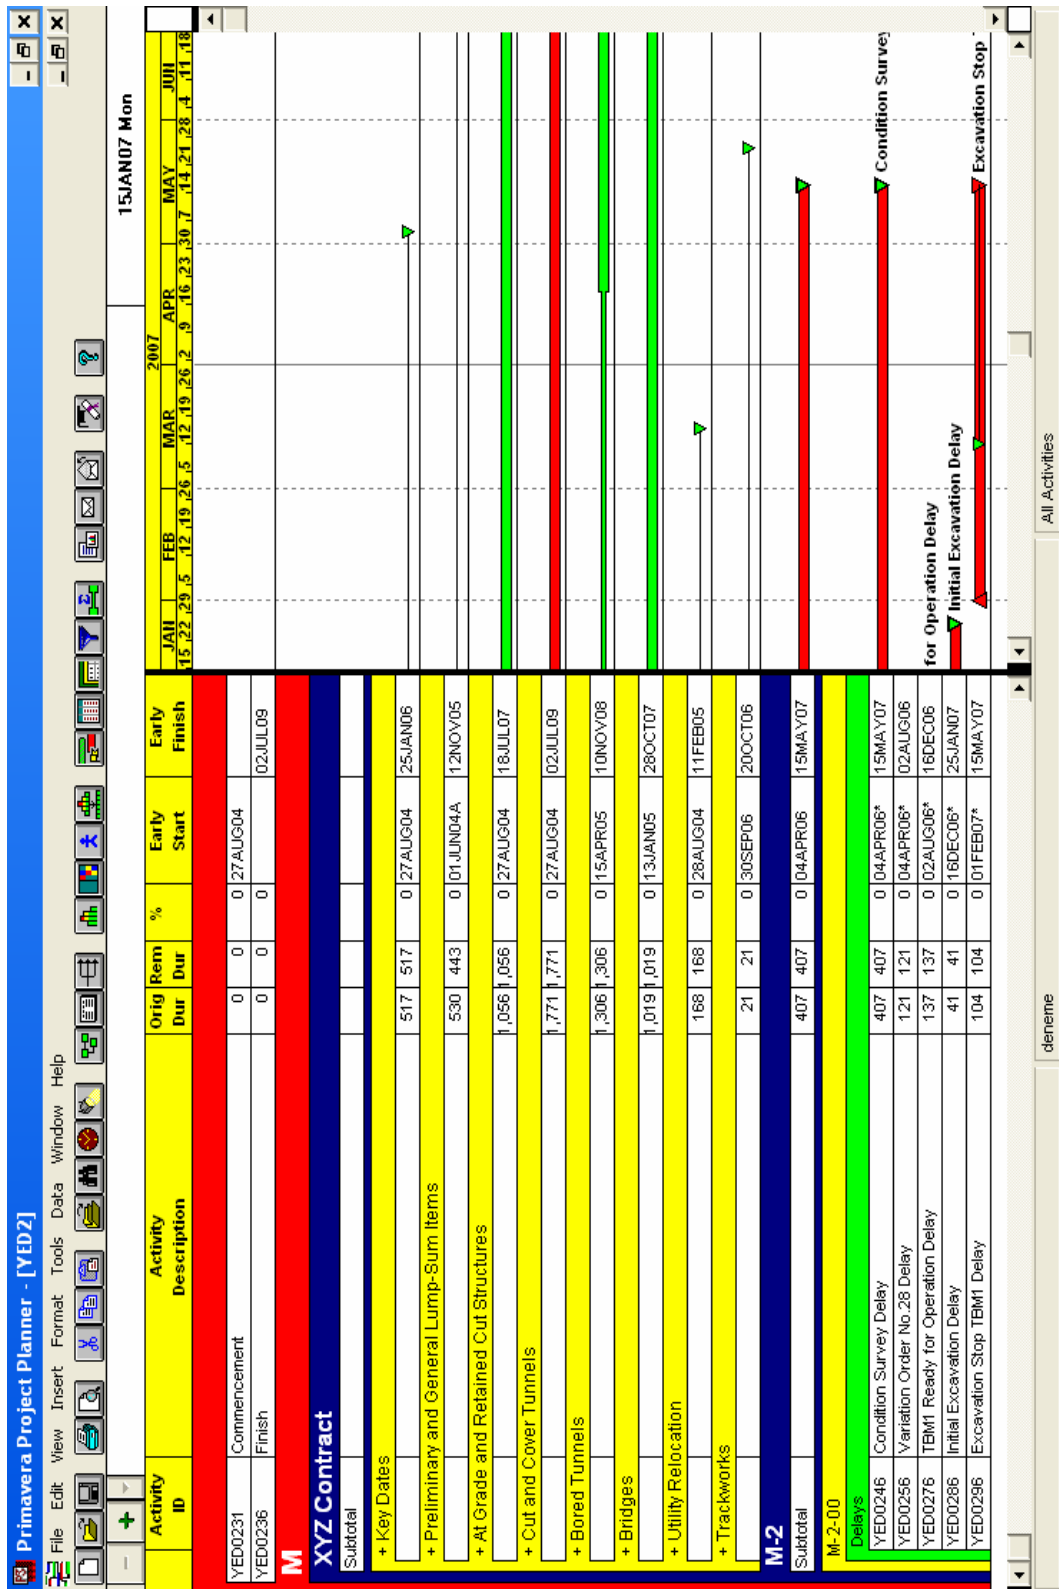 Primavera Project Planner - [YED2]
File Edit View Insert Format Tools Data Window Help
15JAN07 Mon
Activity ID Activity Description Orig Dur Rem Dur % Early Start Early Finish
2007
JAN FEB MAR APR MAY JUN
15 22 29 5 12 19 26 5 12 19 26 2 9 16 23 30 7 14 21 28 4 11 18
YED0231 Commencement 0 0 0 27AUG04
YED0236 Finish 0 0 0 02JUL09
M
XYZ Contract
Subtotal
+ Key Dates
517 517 0 27AUG04 25JAN06
+ Preliminary and General Lump-Sum Items
530 443 0 01JUN04A 12NOV05
+ At Grade and Retained Cut Structures
1,056 1,056 0 27AUG04 18JUL07
+ Cut and Cover Tunnels
1,771 1,771 0 27AUG04 02JUL09
+ Bored Tunnels
1,306 1,306 0 15APR05 10NOV08
+ Bridges
1,019 1,019 0 13JAN05 28OCT07
+ Utility Relocation
168 168 0 28AUG04 11FEB05
+ Trackworks
21 21 0 30SEP06 20OCT06
M-2
Subtotal 407 407 0 04APR06 15MAY07
M-2-00
Delays
YED0246 Condition Survey Delay 407 407 0 04APR06* 15MAY07 Condition Survey
YED0256 Variation Order No.28 Delay 121 121 0 04APR06* 02AUG06
YED0276 TBM1 Ready for Operation Delay 137 137 0 02AUG06* 16DEC06 for Operation Delay
YED0286 Initial Excavation Delay 41 41 0 16DEC06* 25JAN07 Initial Excavation Delay
YED0296 Excavation Stop TBM1 Delay 104 104 0 01FEB07* 15MAY07 Excavation Stop
deneme All Activities